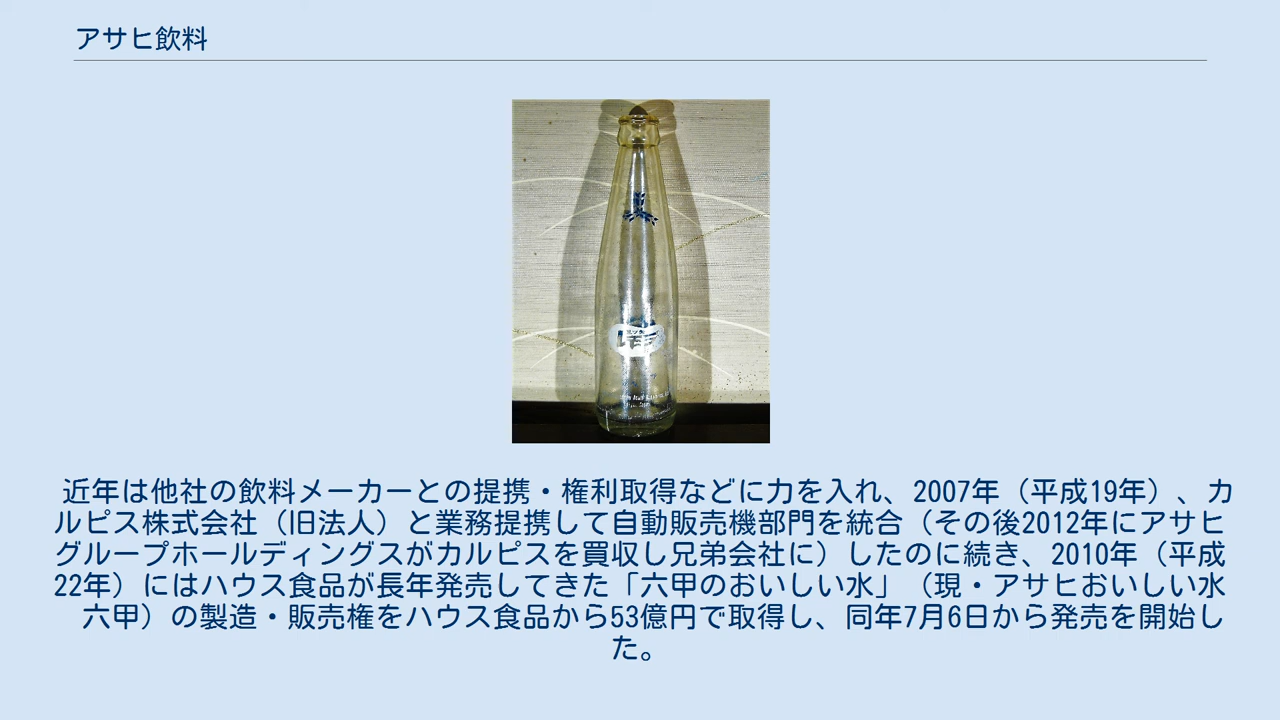 アサヒ飲料
近年は他社の飲料メーカーとの提携・権利取得などに力を入れ、2007年（平成19年）、カ
ルピス株式会社（旧法人）と業務提携して自動販売機部門を統合（その後2012年にアサヒ
グループホールディングスがカルピスを買収し兄弟会社に）したのに続き、2010年（平成
22年）にはハウス食品が長年発売してきた「六甲のおいしい水」（現・アサヒおいしい水
六甲）の製造・販売権をハウス食品から53億円で取得し、同年7月6日から発売を開始し
た。